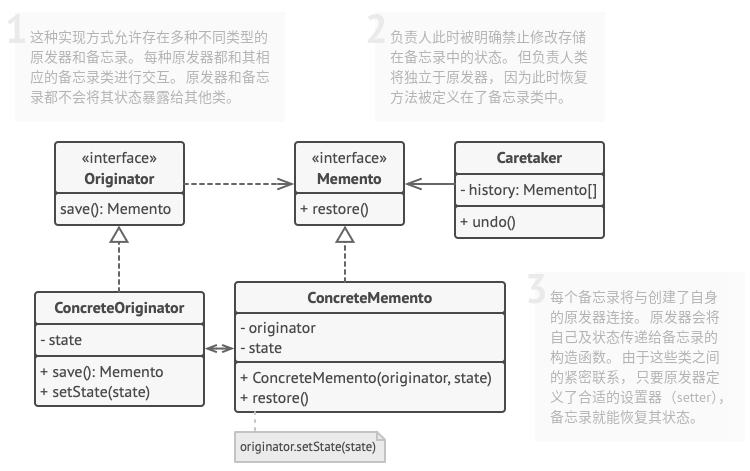 1
这种实现方式允许存在多种不同类型的
原发器和备忘录。 每种原发器都和其相
应的备忘录类进行交互。 原发器和备忘
录都不会将其状态暴露给其他类。
2
负责人此时被明确禁止修改存储
在备忘录中的状态。 但负责人类
将独立于原发器， 因为此时恢复
方法被定义在了备忘录类中。
«interface»
Originator
save(): Memento
«interface»
Memento
+ restore()
Caretaker
- history: Memento[]
+ undo()
ConcreteOriginator
- state
+ save(): Memento
+ setState(state)
ConcreteMemento
- originator
- state
+ ConcreteMemento(originator, state)
+ restore()
originator.setState(state)
3
每个备忘录将与创建了自身
的原发器连接。 原发器会将
自己及状态传递给备忘录的
构造函数。 由于这些类之间
的紧密联系， 只要原发器定
义了合适的设置器 （setter），
备忘录就能恢复其状态。